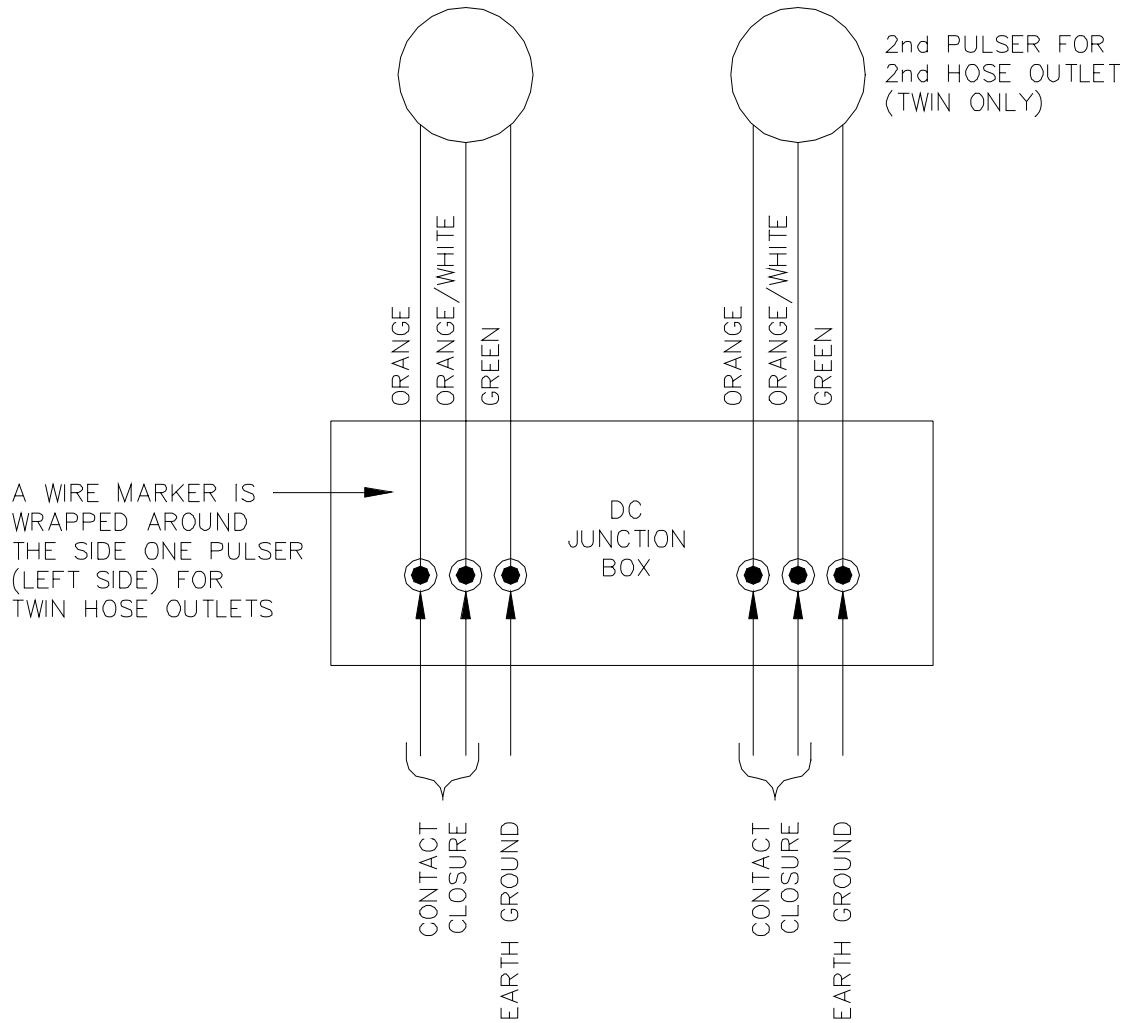 2nd PULSER FOR
2nd HOSE OUTLET
(TWIN ONLY)
ORANGE
ORANGE/WHITE
GREEN
ORANGE
ORANGE/WHITE
GREEN
A WIRE MARKER IS
WRAPPED AROUND
THE SIDE ONE PULSER
(LEFT SIDE) FOR
TWIN HOSE OUTLETS
DC
JUNCTION
BOX
CONTACT
CLOSURE
EARTH GROUND
CONTACT
CLOSURE
EARTH GROUND